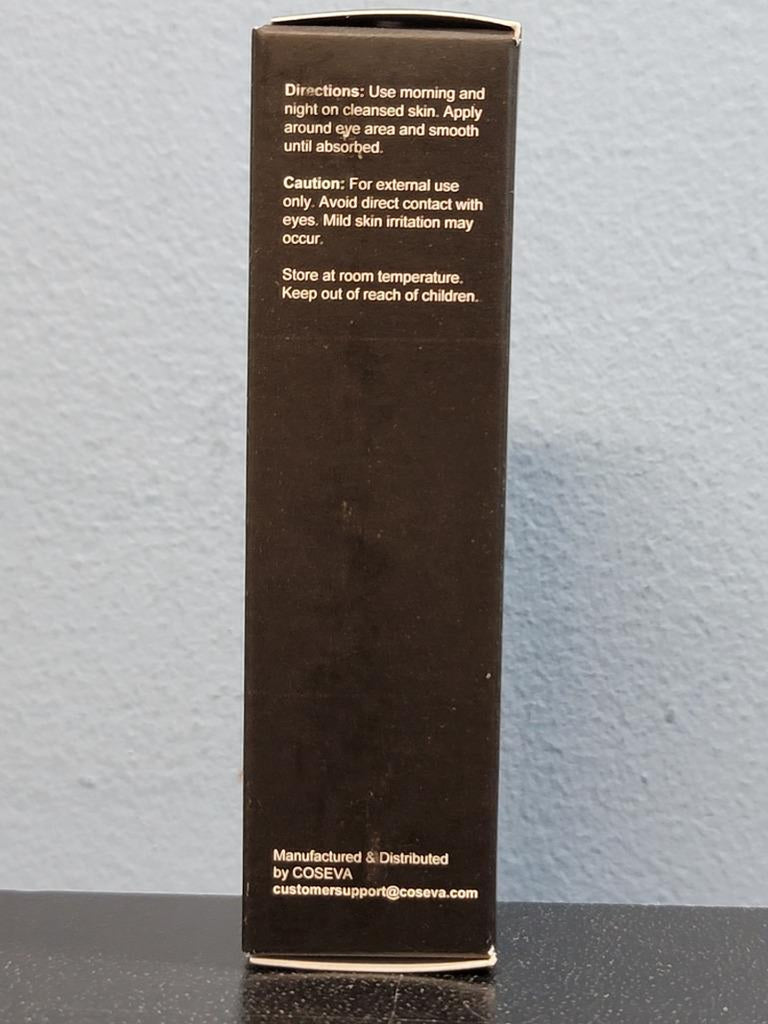 Directions: Use morning and
night on cleansed skin. Apply
around eye area and smooth
until absorbed.
Caution: For external use
only. Avoid direct contact with
eyes. Mild skin irritation may
occur.
Store at room temperature.
Keep out of reach of children.
Manufactured & Distributed
by COSEVA
customersupport@coseva.com